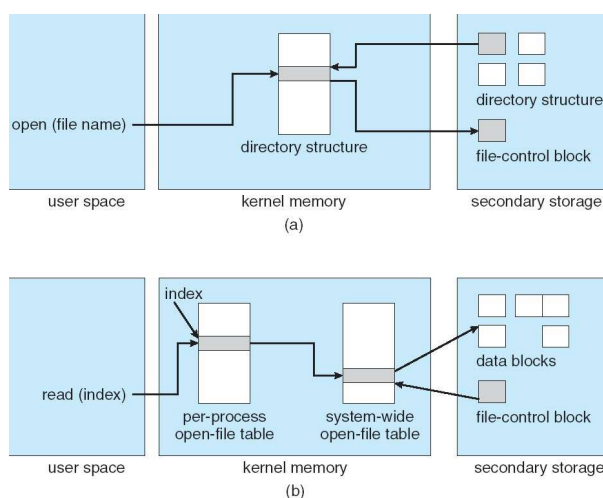 directory structure
open (file name)
directory structure
file-control block
user space
kernel memory
secondary storage
(a)
index
data blocks
read (index)
per-process
open-file table
system-wide
open-file table
file-control block
user space
kernel memory
secondary storage
(b)